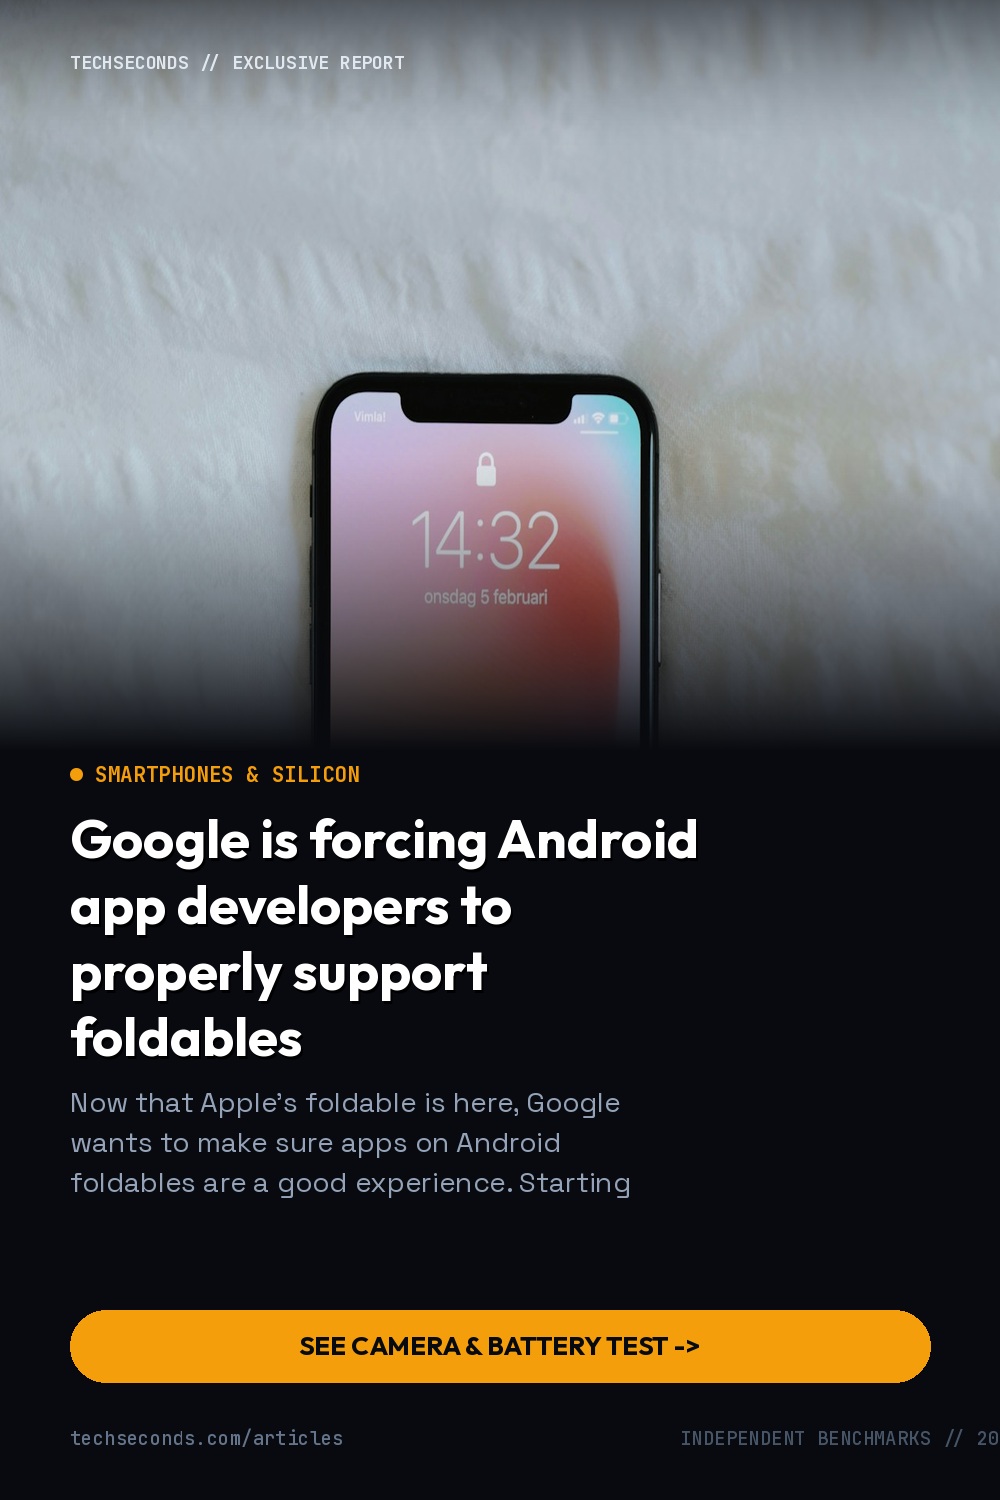 TECHSECONDS // EXCLUSIVE REPORT
Vimla!
14:32
onsdag 5 februari
SMARTPHONES & SILICON
Google is forcing Android
app developers to
properly support
foldables
Now that Apple’s foldable is here, Google
wants to make sure apps on Android
foldables are a good experience. Starting
SEE CAMERA & BATTERY TEST ->
techseconds.com/articles
INDEPENDENT BENCHMARKS // 20